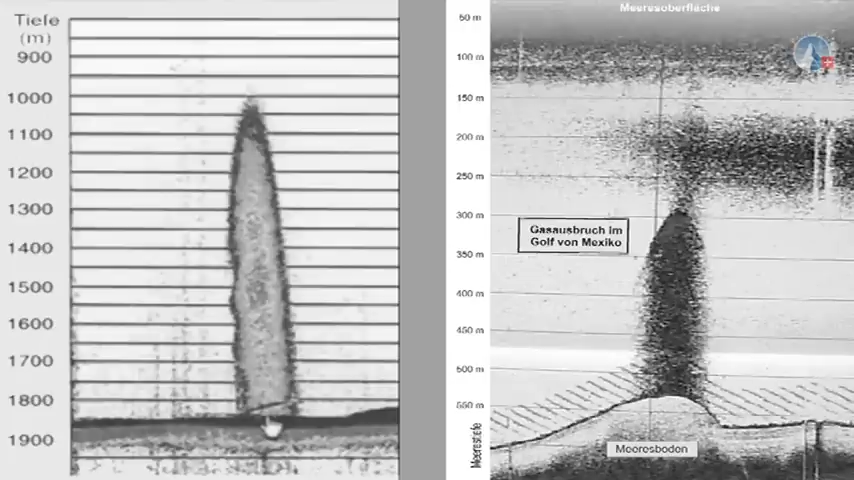 Tiefe
(m)
900
1000
1100
1200
1300
1400
1500
1600
1700
1800
1900
Meeresoberfläche
50 m
100 m
150 m
200 m
250 m
300 m
350 m
400 m
450 m
500 m
550 m
Gasausbruch im
Golf von Mexiko
Meerestiefe
Meeresboden